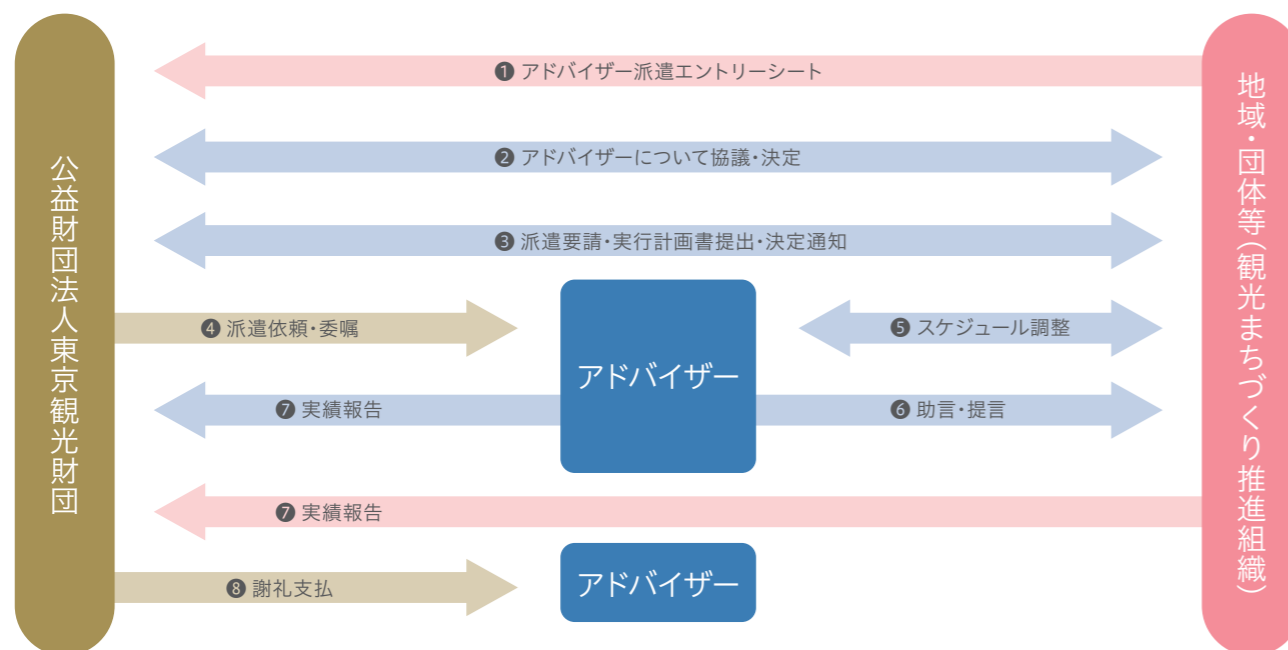 公益財団法人東京観光財団
❶ アドバイザー派遣エントリーシート
❷ アドバイザーについて協議・決定
❸ 派遣要請・実行計画書提出・決定通知
❹ 派遣依頼・委嘱
アドバイザー
❺ スケジュール調整
❼ 実績報告
❻ 助言・提言
❼ 実績報告
❽ 謝礼支払
アドバイザー
地域・団体等(観光まちづくり推進組織)